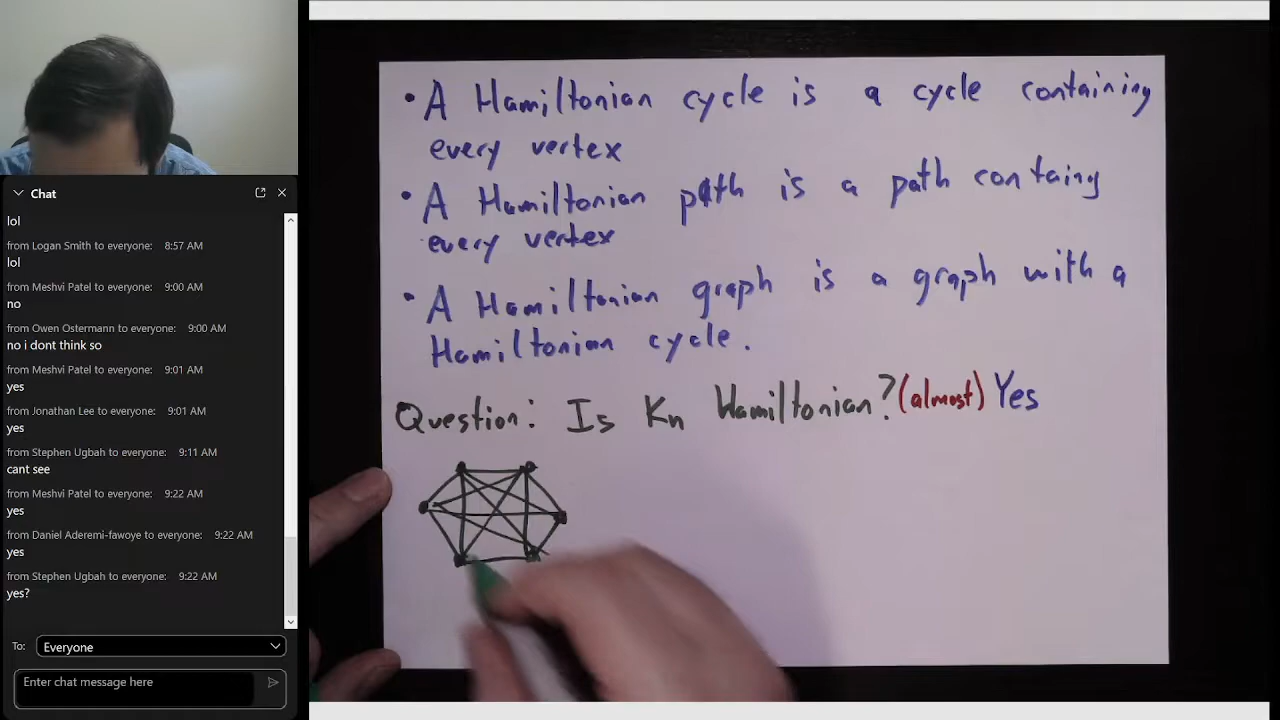 Chat
lol
from Logan Smith to everyone: 8:57 AM
lol
from Meshvi Patel to everyone: 9:00 AM
no
from Owen Ostermann to everyone: 9:00 AM
no i dont think so
from Meshvi Patel to everyone: 9:01 AM
yes
from Jonathan Lee to everyone: 9:01 AM
yes
from Stephen Ugbah to everyone: 9:11 AM
cant see
from Meshvi Patel to everyone: 9:22 AM
yes
from Daniel Aderemi-fawoye to everyone: 9:22 AM
yes
from Stephen Ugbah to everyone: 9:22 AM
yes?
To: Everyone
Enter chat message here
• A Hamiltonian cycle is a cycle containing
every vertex
• A Hamiltonian path is a path containg
every vertex
• A Hamiltonian graph is a graph with a
Hamiltonian cycle.
Question: Is Kn Hamiltonian? (almost) Yes